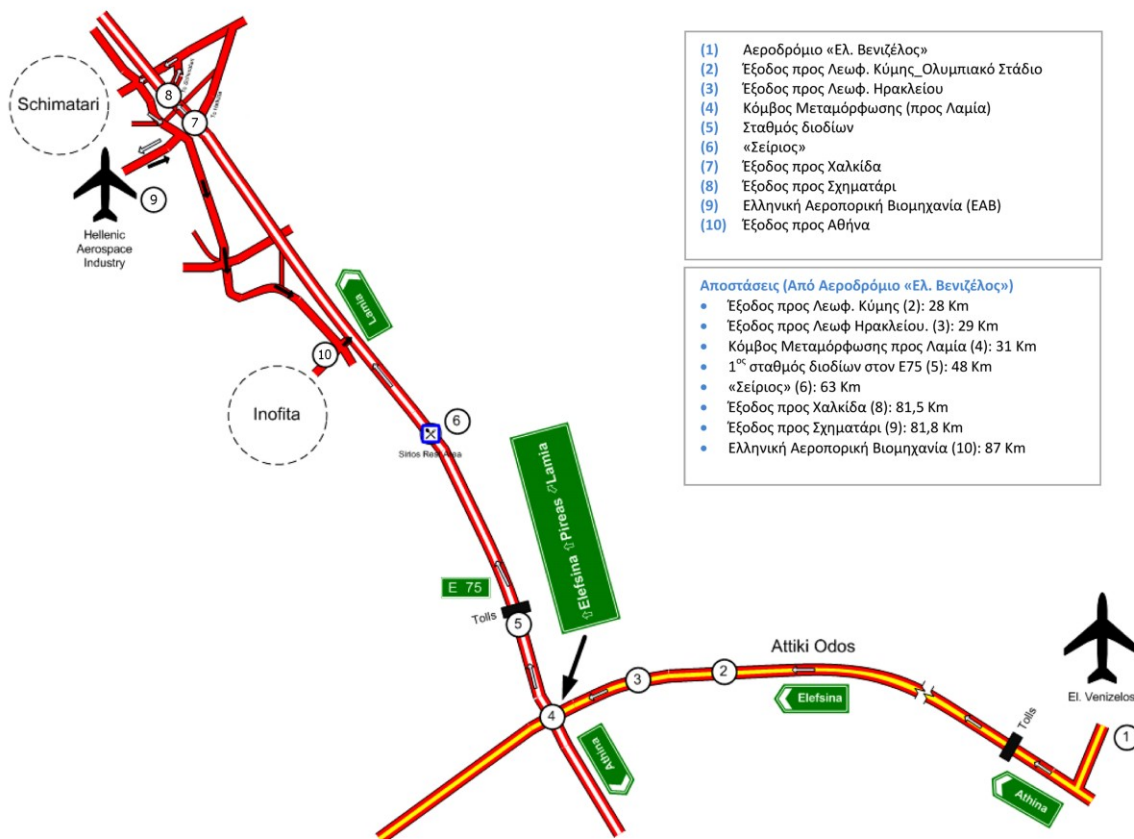 (1) Αεροδρόμιο «Ελ. Βενιζέλος»
(2) Έξοδος προς Λεωφ. Κύμης_Ολυμπιακό Στάδιο
(3) Έξοδος προς Λεωφ. Ηρακλείου
(4) Κόμβος Μεταμόρφωσης (προς Λαμία)
(5) Σταθμός διοδίων
(6) «Σείριος»
(7) Έξοδος προς Χαλκίδα
(8) Έξοδος προς Σχηματάρι
(9) Ελληνική Αεροπορική Βιομηχανία (ΕΑΒ)
(10) Έξοδος προς Αθήνα
Αποστάσεις (Από Αεροδρόμιο «Ελ. Βενιζέλος»)
• Έξοδος προς Λεωφ. Κύμης (2): 28 Km
• Έξοδος προς Λεωφ Ηρακλείου. (3): 29 Km
• Κόμβος Μεταμόρφωσης προς Λαμία (4): 31 Km
• 1ος σταθμός διοδίων στον Ε75 (5): 48 Km
• «Σείριος» (6): 63 Km
• Έξοδος προς Χαλκίδα (8): 81,5 Km
• Έξοδος προς Σχηματάρι (9): 81,8 Km
• Ελληνική Αεροπορική Βιομηχανία (10): 87 Km
Schimatari
8
7
9
Hellenic
Aerospace
Industry
Lamia
10
Inofita
6
Sirios Rest Area
⇧Elefsina ⇧Pireas ⇗Lamia
E 75
Tolls
5
Attiki Odos
3
2
4
Elefsina
El. Venizelos
Tolls
1
Athina
Athina